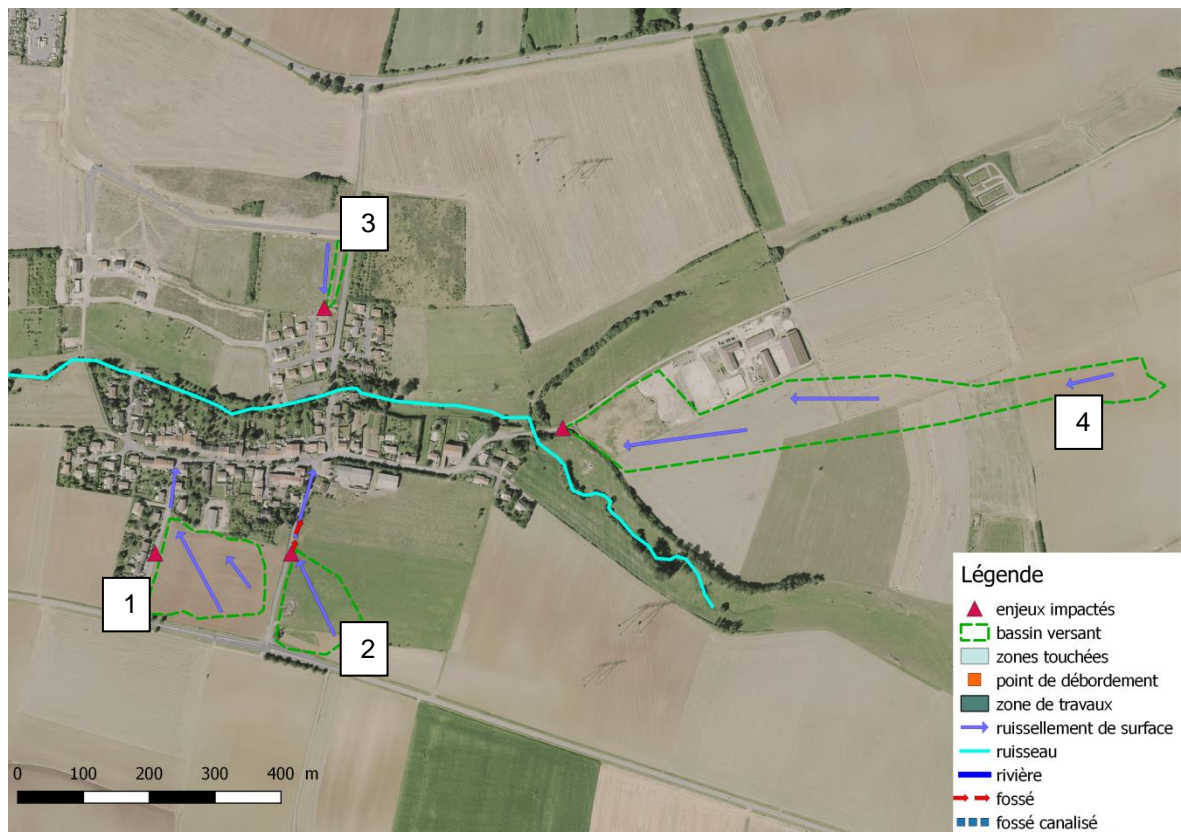 3
4
1
2
Légende
enjeux impactés
bassin versant
zones touchées
point de débordement
zone de travaux
ruissellement de surface
ruisseau
rivière
fossé
fossé canalisé
0 100 200 300 400 m